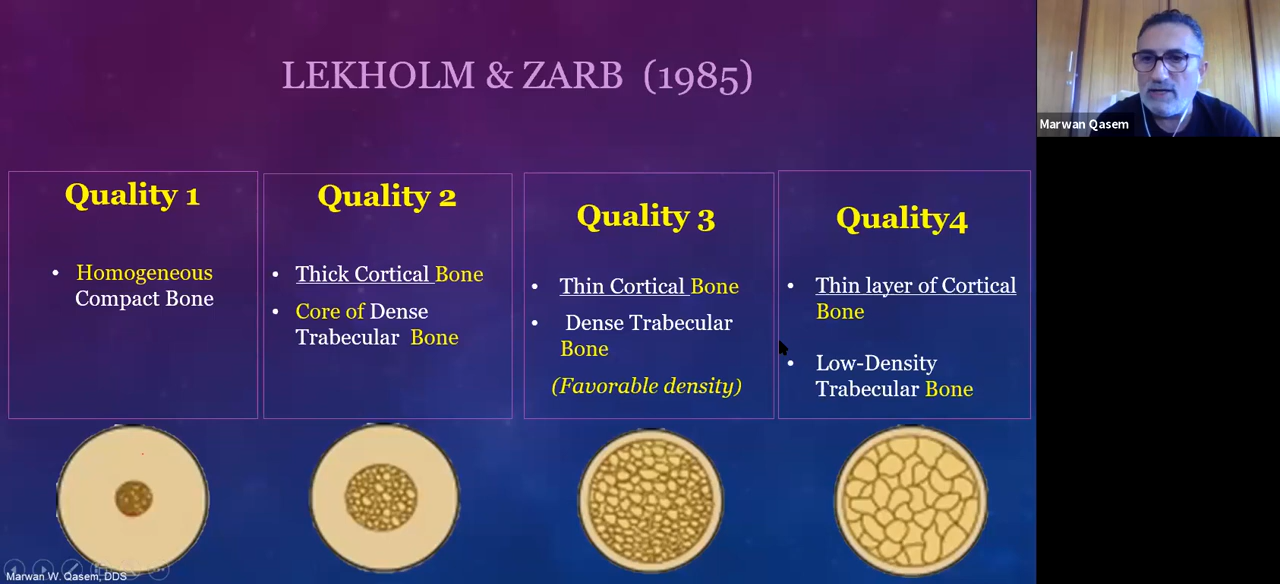 LEKHOLM & ZARB (1985)
Quality 1
• Homogeneous
Compact Bone
Quality 2
• Thick Cortical Bone
• Core of Dense
Trabecular Bone
Quality 3
• Thin Cortical Bone
• Dense Trabecular
Bone
(Favorable density)
Quality4
• Thin layer of Cortical
Bone
• Low-Density
Trabecular Bone
Marwan W. Qasem, DDS
Marwan Qasem